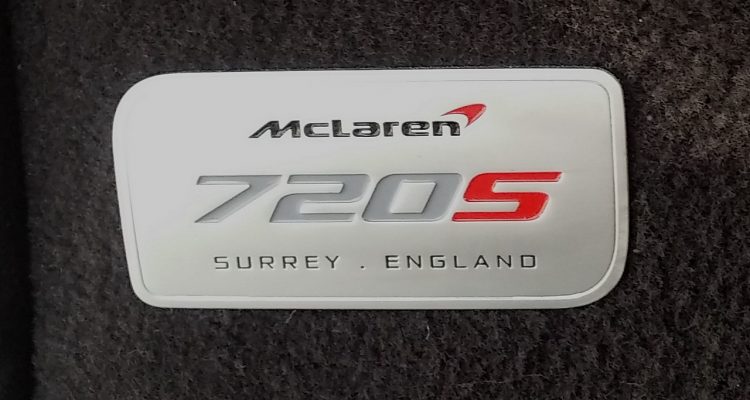 McLaren
720S
SURREY . ENGLAND